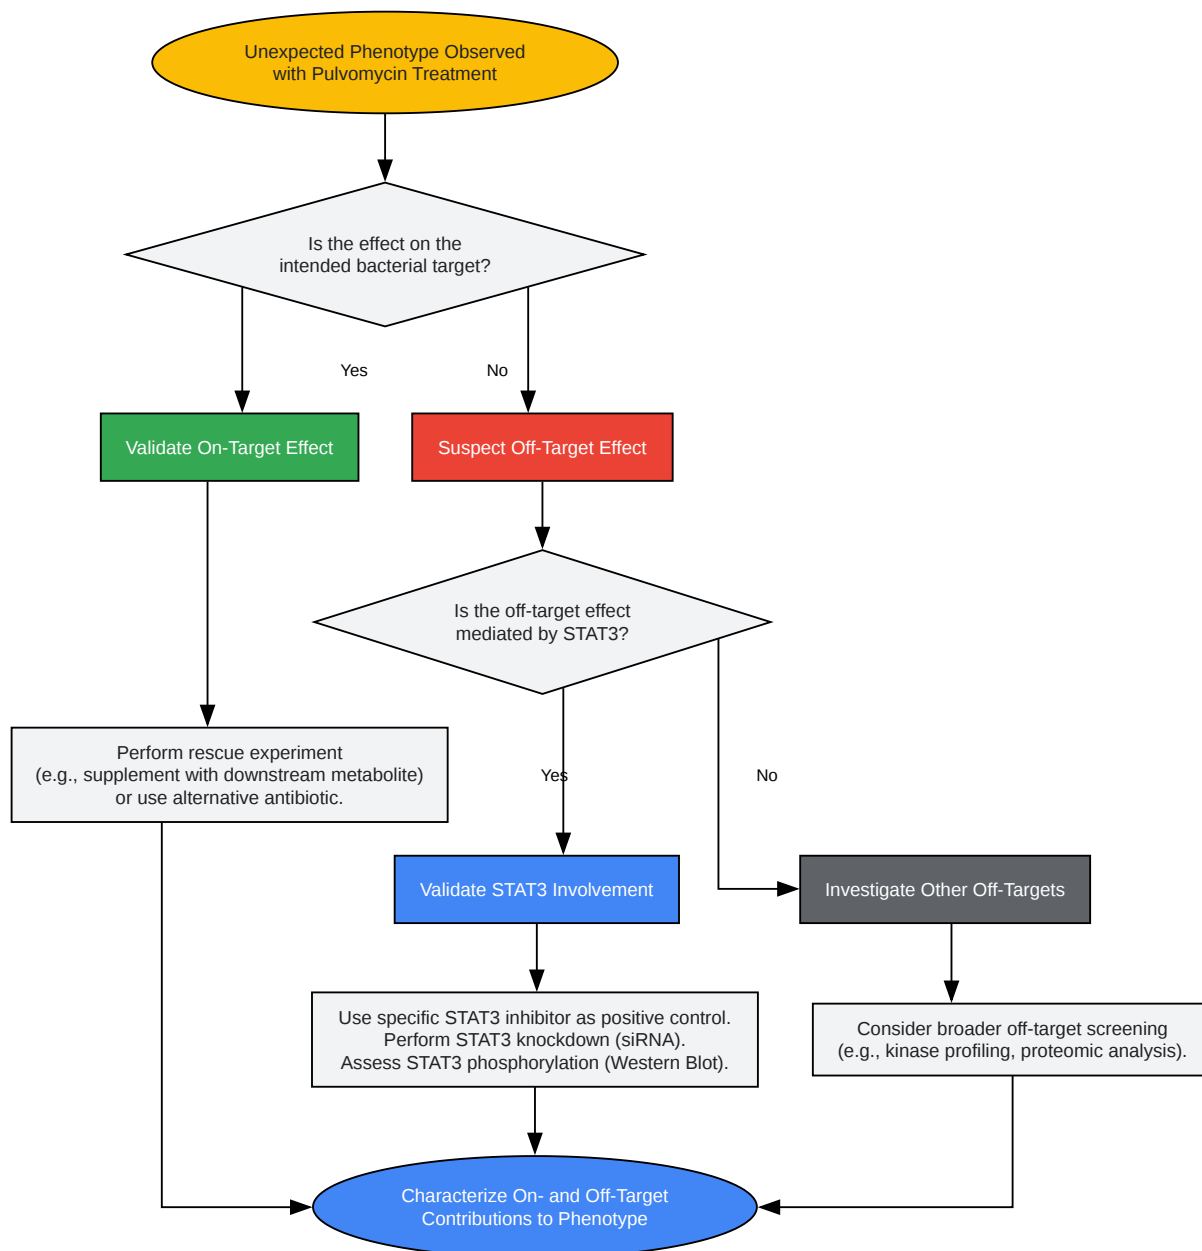 Unexpected Phenotype Observed
with Pulvomycin Treatment
Is the effect on the
intended bacterial target?
Yes
No
Validate On-Target Effect
Suspect Off-Target Effect
Is the off-target effect
mediated by STAT3?
Perform rescue experiment
(e.g., supplement with downstream metabolite)
or use alternative antibiotic.
Yes
No
Validate STAT3 Involvement
Investigate Other Off-Targets
Use specific STAT3 inhibitor as positive control.
Perform STAT3 knockdown (siRNA).
Assess STAT3 phosphorylation (Western Blot).
Consider broader off-target screening
(e.g., kinase profiling, proteomic analysis).
Characterize On- and Off-Target
Contributions to Phenotype